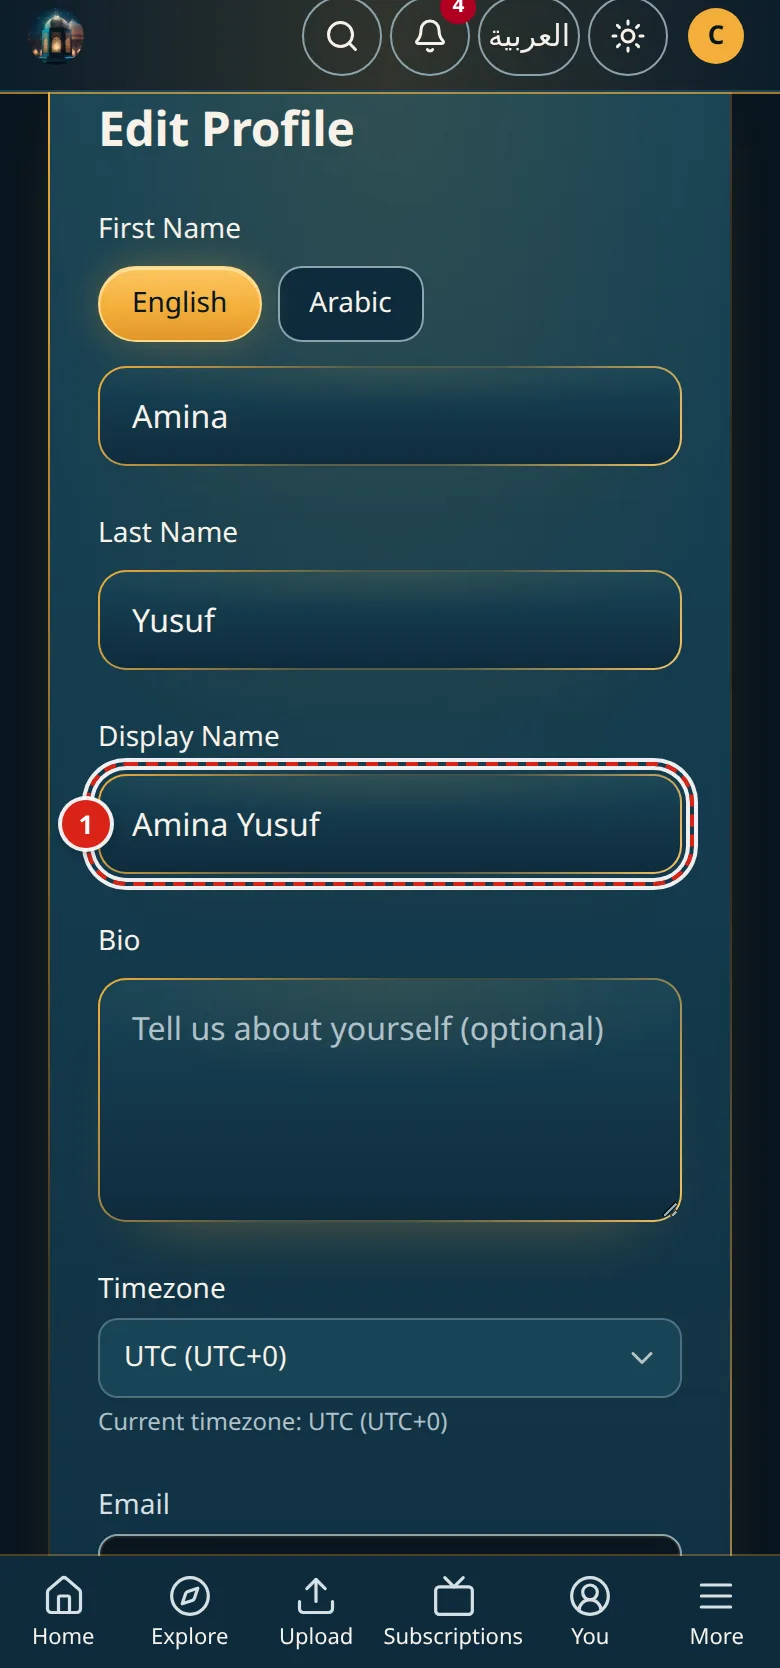 4
العربية
C
Edit Profile
First Name
English
Arabic
Amina
Last Name
Yusuf
Display Name
1
Amina Yusuf
Bio
Tell us about yourself (optional)
Timezone
UTC (UTC+0)
Current timezone: UTC (UTC+0)
Email
Home
Explore
Upload
Subscriptions
You
More